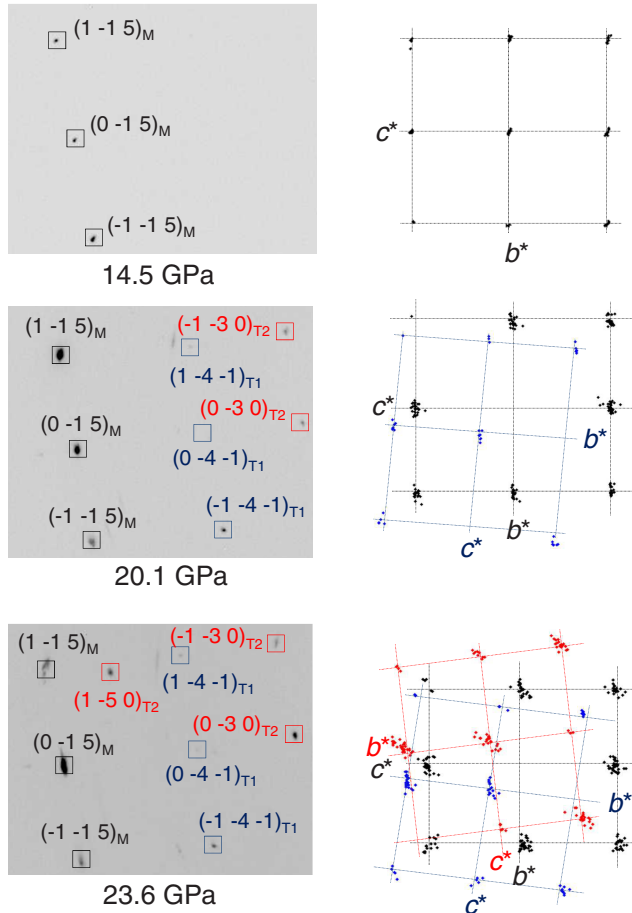 (1 -1 5)M
(0 -1 5)M
(-1 -1 5)M
14.5 GPa
c*
b*
(1 -1 5)M
(-1 -3 0)T2
(1 -4 -1)T1
(0 -3 0)T2
(0 -1 5)M
(0 -4 -1)T1
(-1 -1 5)M
(-1 -4 -1)T1
20.1 GPa
c*
b*
b*
c*
(1 -1 5)M
(-1 -3 0)T2
(1 -4 -1)T1
(1 -5 0)T2
(0 -3 0)T2
(0 -1 5)M
(0 -4 -1)T1
(-1 -4 -1)T1
(-1 -1 5)M
23.6 GPa
b*
c*
b*
c*
b*
c*